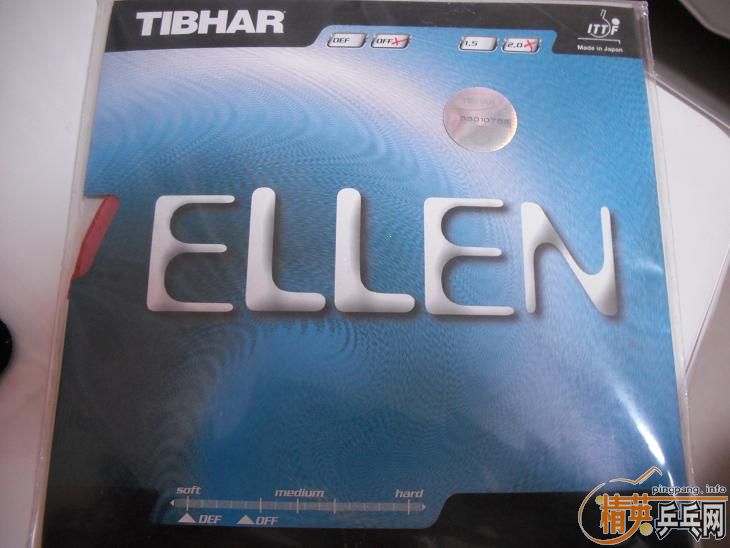 TIBHAR
DEF OFF 1.5 2.0
ITTF
Made in Japan
TIBHAR
ELLEN
soft medium hard
DEF OFF
pingpang.info
精英乒乓网